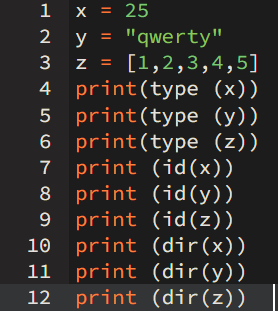 1 x = 25
2 y = "qwerty"
3 z = [1,2,3,4,5]
4 print(type (x))
5 print(type (y))
6 print(type (z))
7 print (id(x))
8 print (id(y))
9 print (id(z))
10 print (dir(x))
11 print (dir(y))
12 print (dir(z))